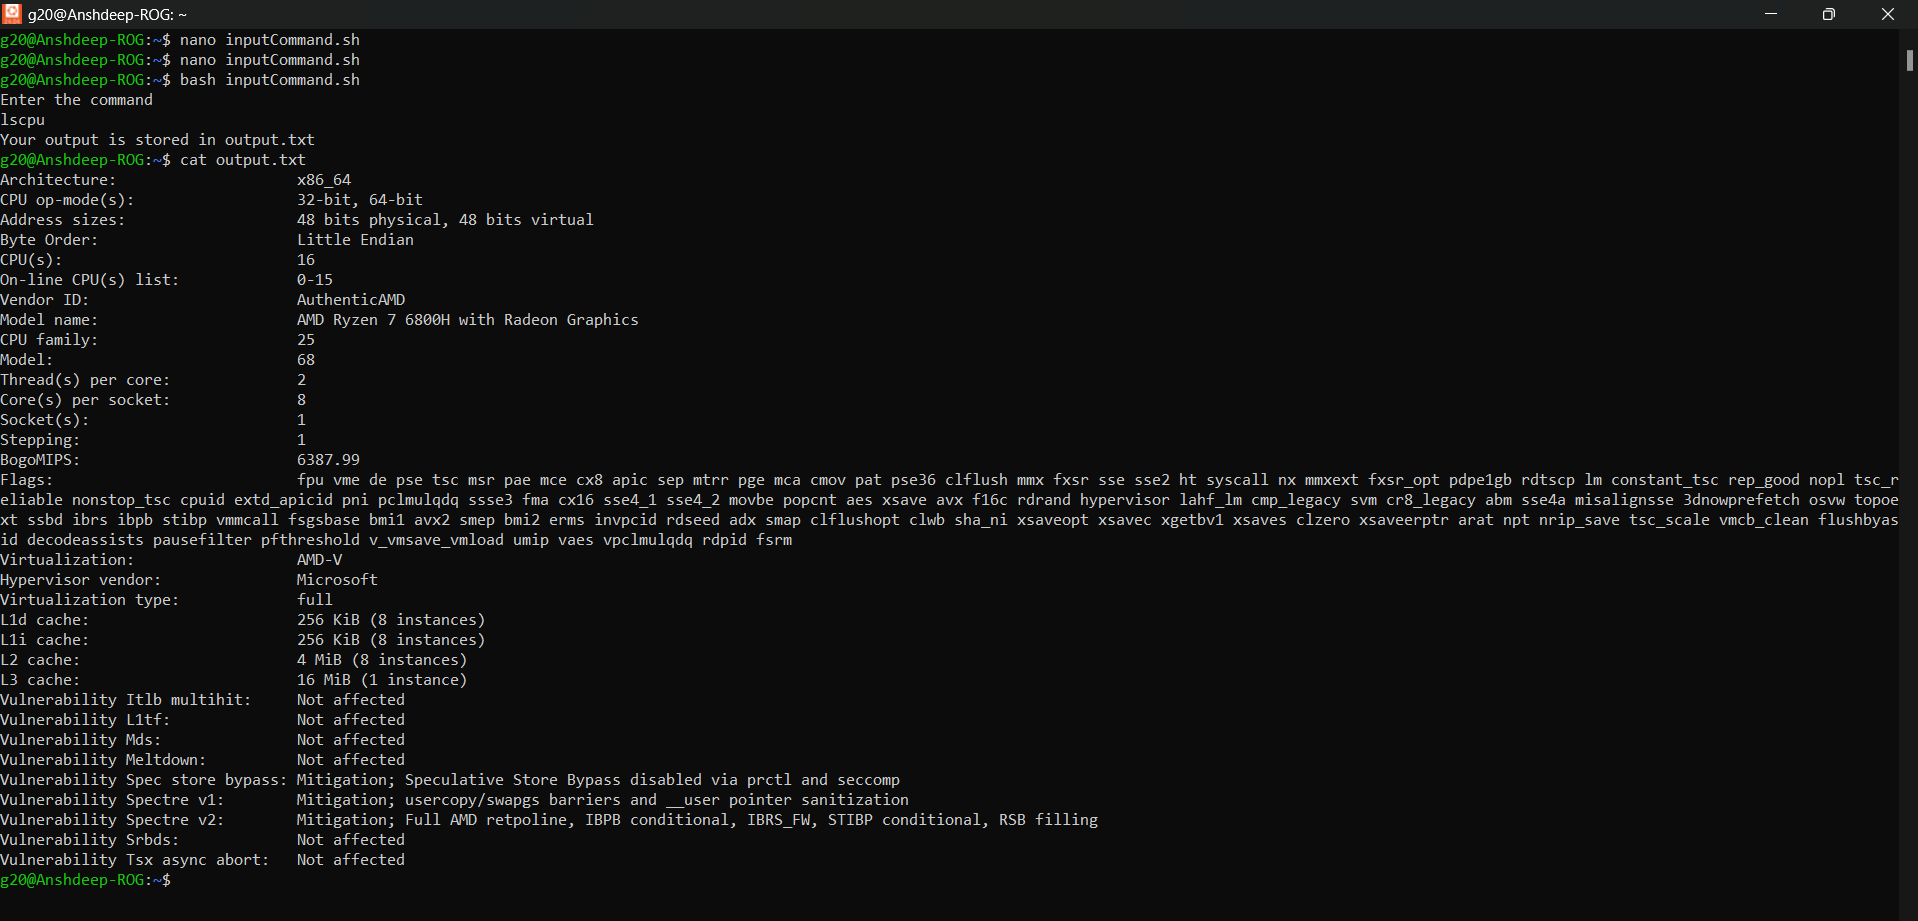 g20@Anshdeep-ROG: ~
g20@Anshdeep-ROG:~$ nano inputCommand.sh
g20@Anshdeep-ROG:~$ nano inputCommand.sh
g20@Anshdeep-ROG:~$ bash inputCommand.sh
Enter the command
lscpu
Your output is stored in output.txt
g20@Anshdeep-ROG:~$ cat output.txt
Architecture:                    x86_64
CPU op-mode(s):                  32-bit, 64-bit
Address sizes:                   48 bits physical, 48 bits virtual
Byte Order:                      Little Endian
CPU(s):                          16
On-line CPU(s) list:             0-15
Vendor ID:                       AuthenticAMD
Model name:                      AMD Ryzen 7 6800H with Radeon Graphics
CPU family:                      25
Model:                           68
Thread(s) per core:              2
Core(s) per socket:              8
Socket(s):                       1
Stepping:                        1
BogoMIPS:                        6387.99
Flags:                           fpu vme de pse tsc msr pae mce cx8 apic sep mtrr pge mca cmov pat pse36 clflush mmx fxsr sse sse2 ht syscall nx mmxext fxsr_opt pdpe1gb rdtscp lm constant_tsc rep_good nopl tsc_r
eliable nonstop_tsc cpuid extd_apicid pni pclmulqdq ssse3 fma cx16 sse4_1 sse4_2 movbe popcnt aes xsave avx f16c rdrand hypervisor lahf_lm cmp_legacy svm cr8_legacy abm sse4a misalignsse 3dnowprefetch osvw topoe
xt ssbd ibrs ibpb stibp vmmcall fsgsbase bmi1 avx2 smep bmi2 erms invpcid rdseed adx smap clflushopt clwb sha_ni xsaveopt xsavec xgetbv1 xsaves clzero xsaveerptr arat npt nrip_save tsc_scale vmcb_clean flushbyas
id decodeassists pausefilter pfthreshold v_vmsave_vmload umip vaes vpclmulqdq rdpid fsrm
Virtualization:                  AMD-V
Hypervisor vendor:               Microsoft
Virtualization type:             full
L1d cache:                       256 KiB (8 instances)
L1i cache:                       256 KiB (8 instances)
L2 cache:                        4 MiB (8 instances)
L3 cache:                        16 MiB (1 instance)
Vulnerability Itlb multihit:     Not affected
Vulnerability L1tf:              Not affected
Vulnerability Mds:               Not affected
Vulnerability Meltdown:          Not affected
Vulnerability Spec store bypass: Mitigation; Speculative Store Bypass disabled via prctl and seccomp
Vulnerability Spectre v1:        Mitigation; usercopy/swapgs barriers and __user pointer sanitization
Vulnerability Spectre v2:        Mitigation; Full AMD retpoline, IBPB conditional, IBRS_FW, STIBP conditional, RSB filling
Vulnerability Srbds:             Not affected
Vulnerability Tsx async abort:   Not affected
g20@Anshdeep-ROG:~$